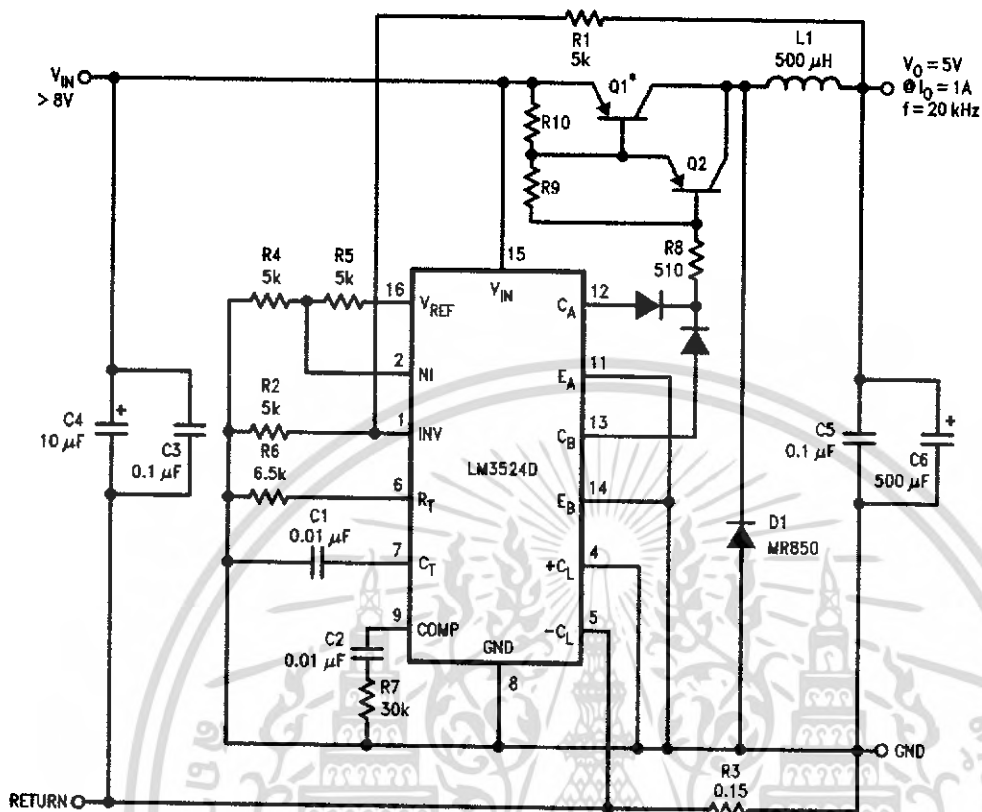 R1
5k
L1
500 μH
V_IN
> 8V
Q1*
V_O = 5V
@ I_O = 1A
f = 20 kHz
R10
Q2
R9
R8
510
15
V_IN
R4
5k
R5
5k
16
V_REF
12
C_A
2
NI
11
E_A
R2
5k
1
INV
13
C_B
C4
10 μF
+
C3
0.1 μF
R6
6.5k
LM3524D
C5
0.1 μF
+
C6
500 μF
6
R_T
14
E_B
C1
0.01 μF
7
C_T
4
+C_L
D1
MR850
9
COMP
5
-C_L
C2
0.01 μF
GND
8
R7
30k
GND
R3
0.15
RETURN